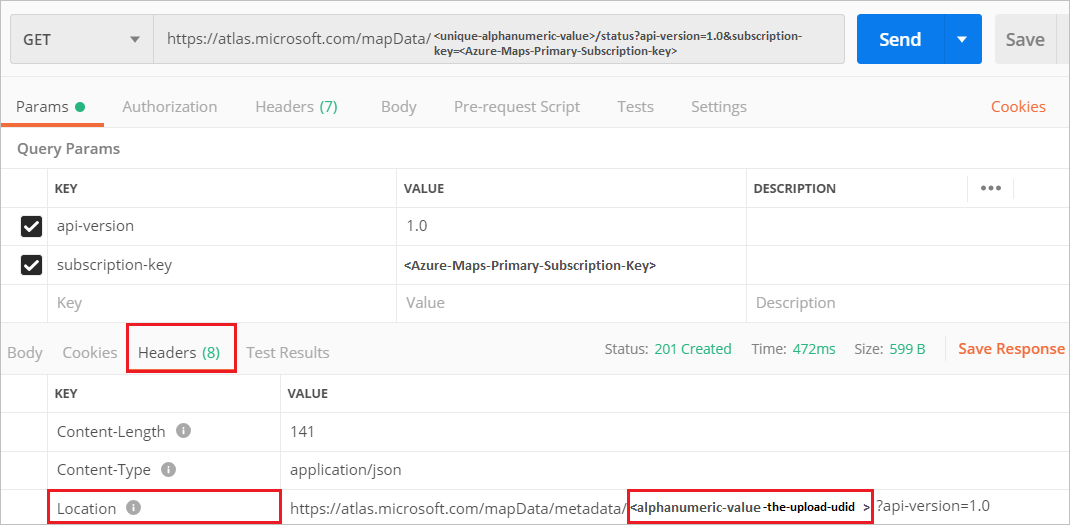 GET https://atlas.microsoft.com/mapData/ <unique-alphanumeric-value>/status?api-version=1.0&subscription-
key=<Azure-Maps-Primary-Subscription-key> Send Save
Params Authorization Headers (7) Body Pre-request Script Tests Settings Cookies
Query Params
KEY VALUE DESCRIPTION •••
api-version 1.0
subscription-key <Azure-Maps-Primary-Subscription-Key>
Key Value Description
Body Cookies Headers (8) Test Results Status: 201 Created Time: 472ms Size: 599 B Save Response
KEY VALUE
Content-Length i 141
Content-Type i application/json
Location i https://atlas.microsoft.com/mapData/metadata/ <alphanumeric-value-the-upload-udid > ?api-version=1.0